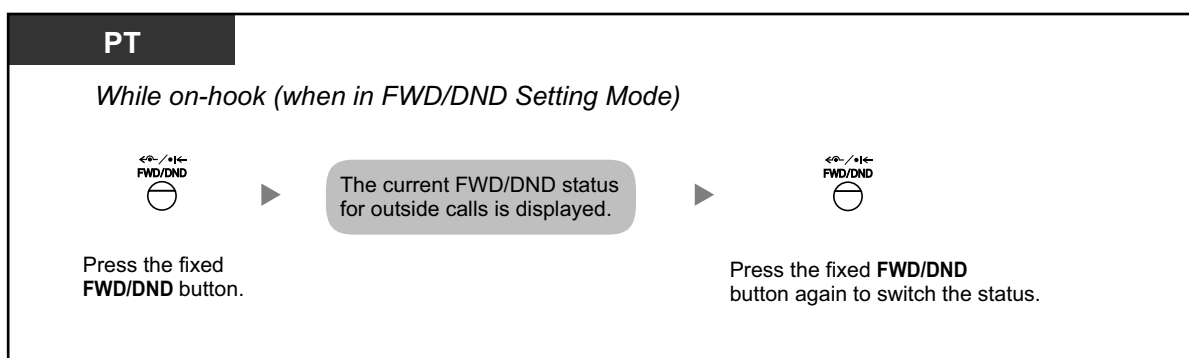 PT
While on-hook (when in FWD/DND Setting Mode)
FWD/DND
The current FWD/DND status
for outside calls is displayed.
FWD/DND
Press the fixed
FWD/DND button.
Press the fixed FWD/DND
button again to switch the status.